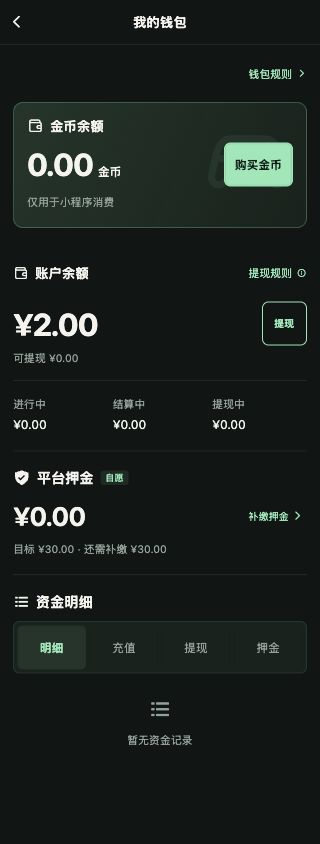 我的钱包
钱包规则
金币余额
0.00 金币
购买金币
仅用于小程序消费
账户余额
提现规则
¥2.00
提现
可提现 ¥0.00
进行中 结算中 提现中
¥0.00 ¥0.00 ¥0.00
平台押金 自愿
¥0.00
补缴押金
目标 ¥30.00 · 还需补缴 ¥30.00
资金明细
明细 充值 提现 押金
暂无资金记录